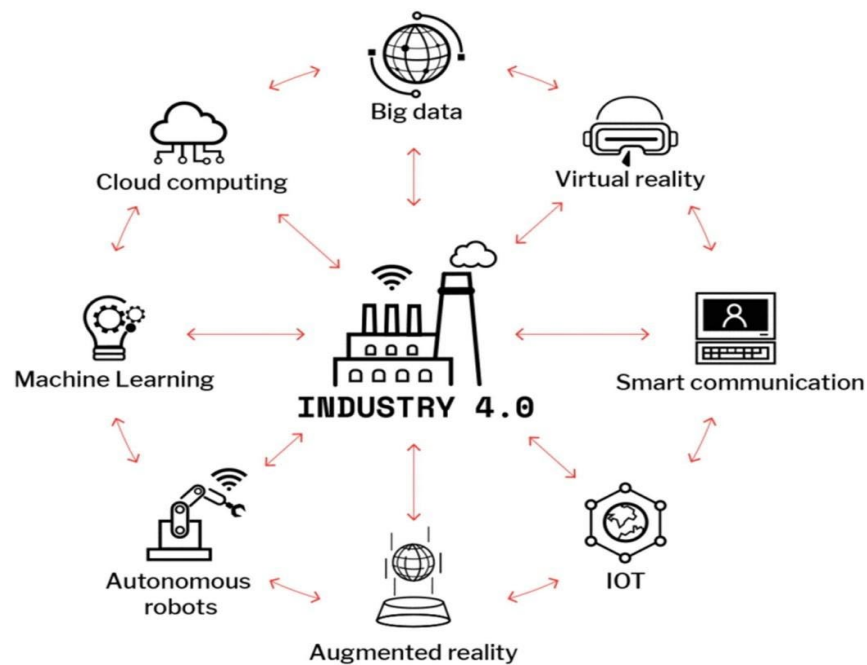 Big data
Cloud computing
Virtual reality
Machine Learning
Smart communication
INDUSTRY 4.0
Autonomous
robots
IOT
Augmented reality